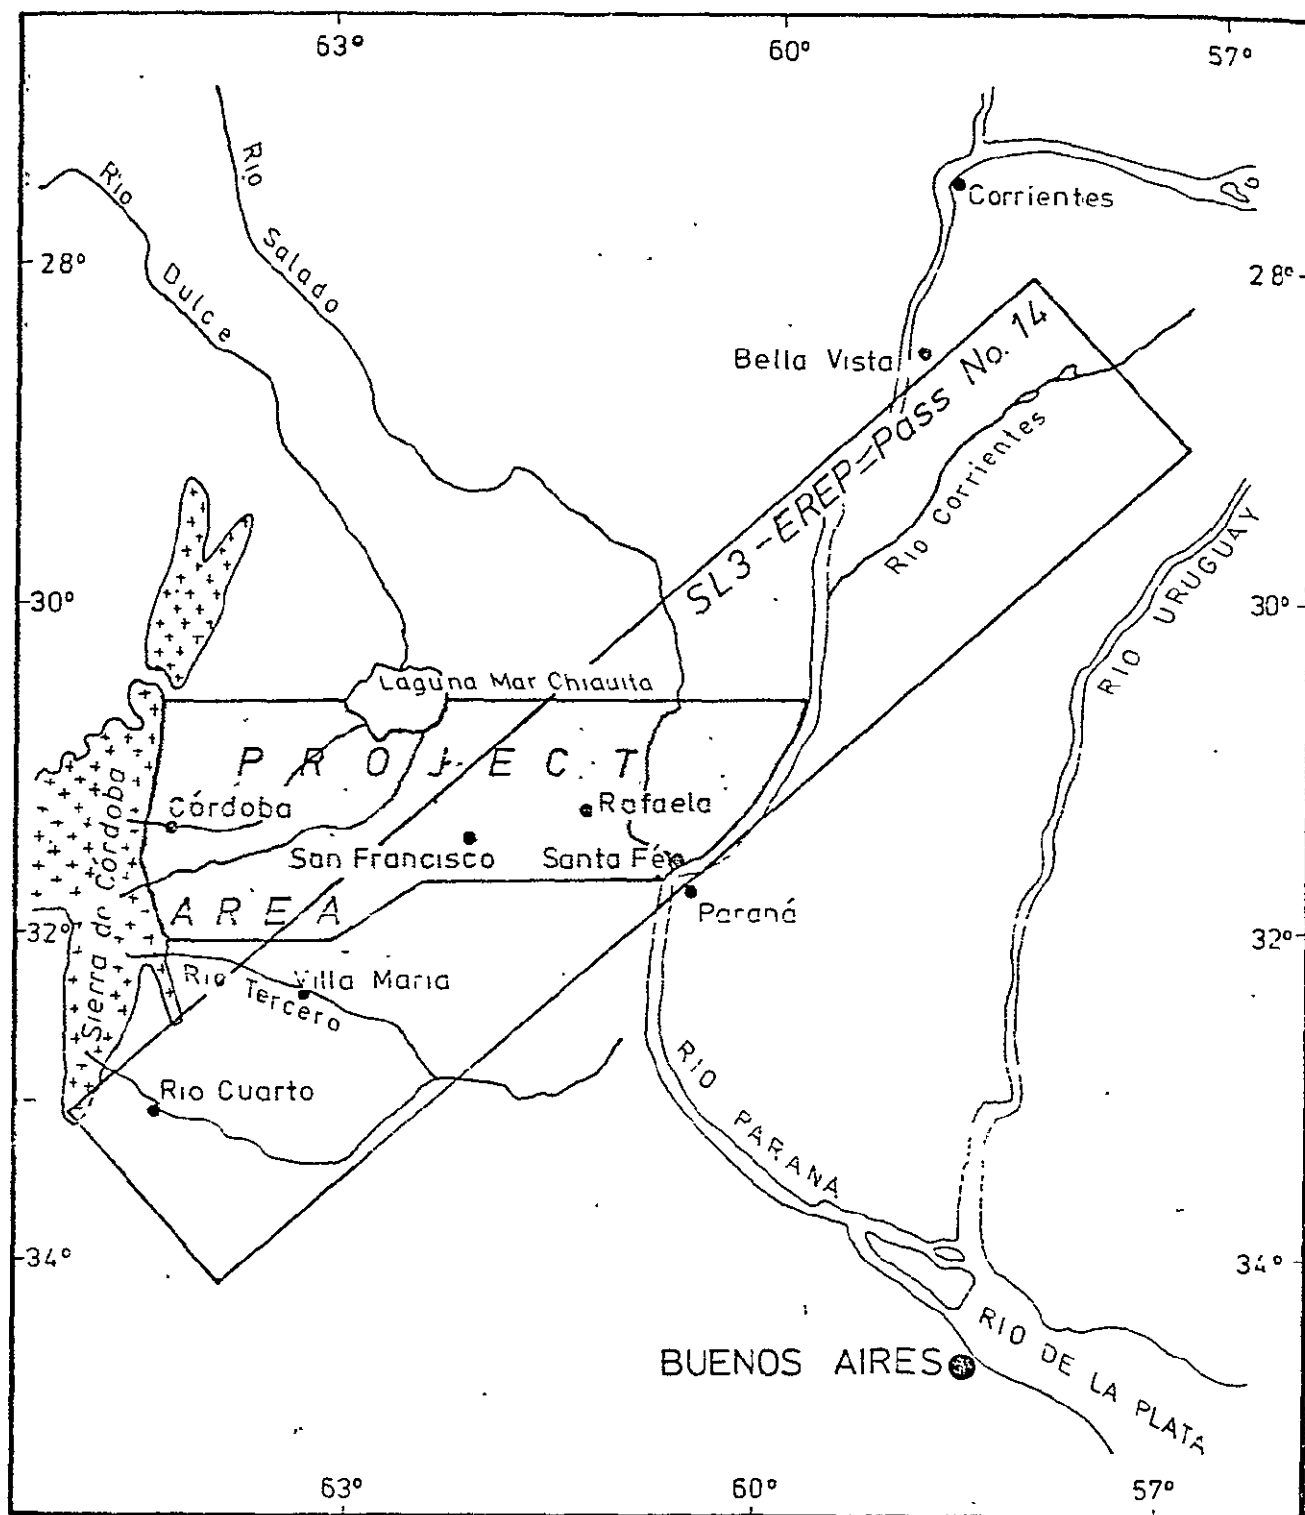 63° 60° 57°
Rio Salado
Rio Dulce
Corrientes
28° 28°
Bella Vista
SL3-EREP-Pass No. 14
Rio Corrientes
RIO URUGUAY
30° 30°
Laguna Mar Chiquita
PROJECT
Córdoba
Rafaela
San Francisco
Santa Fé
AREA
Paraná
Sierra de Córdoba
32° 32°
Rio Tercero
Villa Maria
Rio Cuarto
RIO PARANA
34° 34°
RIO DE LA PLATA
BUENOS AIRES
63° 60° 57°